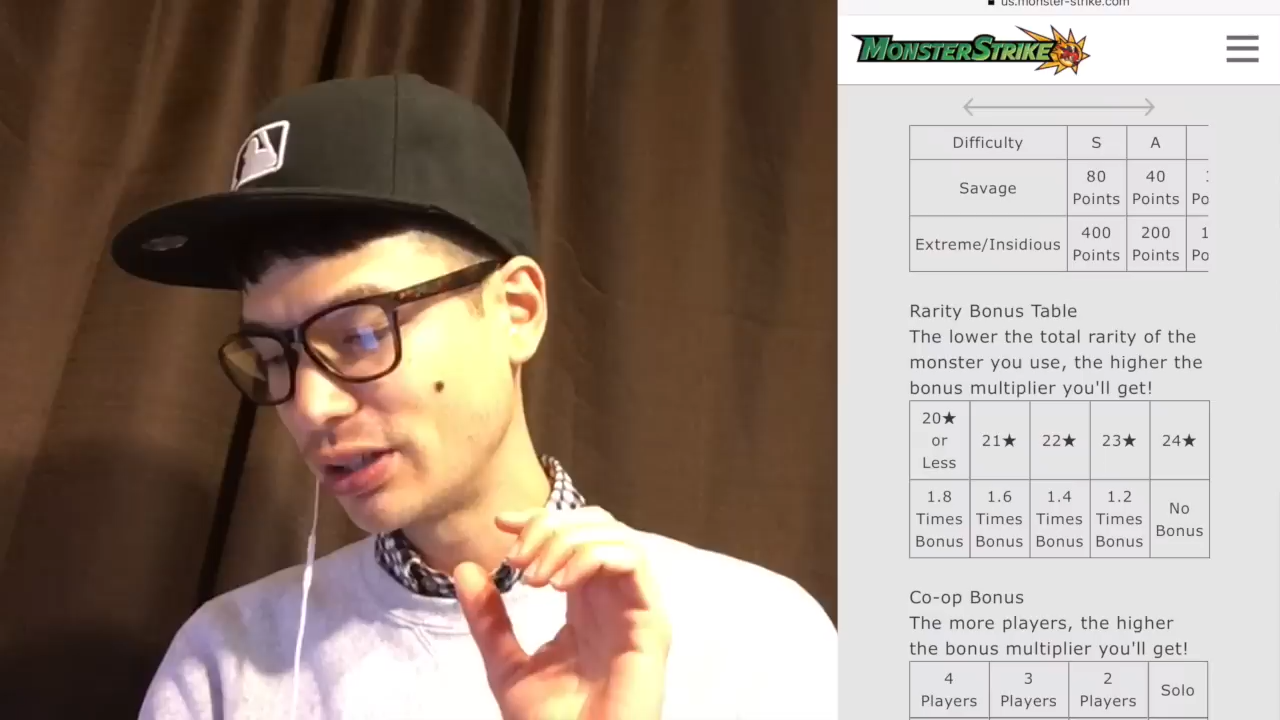 us.monster-strike.com
MONSTERSTRIKE
Difficulty S A
Savage 80 Points 40 Points
Extreme/Insidious 400 Points 200 Points
Rarity Bonus Table
The lower the total rarity of the
monster you use, the higher the
bonus multiplier you'll get!
20★ or Less 21★ 22★ 23★ 24★
1.8 Times Bonus 1.6 Times Bonus 1.4 Times Bonus 1.2 Times Bonus No Bonus
Co-op Bonus
The more players, the higher
the bonus multiplier you'll get!
4 Players 3 Players 2 Players Solo